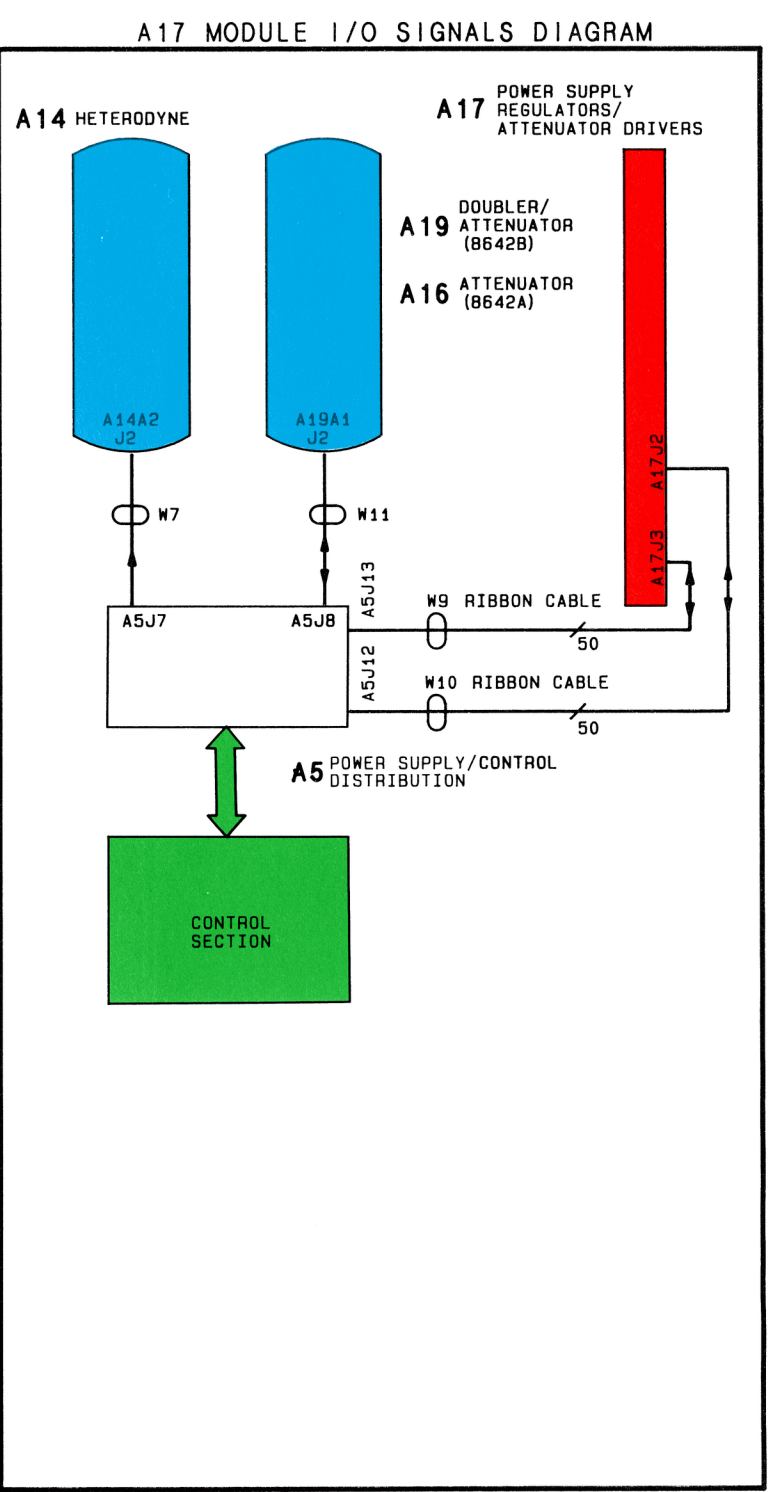 A17 MODULE I/O SIGNALS DIAGRAM
A14 HETERODYNE
A17 POWER SUPPLY
REGULATORS/
ATTENUATOR DRIVERS
A19 DOUBLER/
ATTENUATOR
(8642B)
A16 ATTENUATOR
(8642A)
A14A2
J2
A19A1
J2
A17J2
A17J3
W7
W11
A5J7
A5J8
A5J13
A5J12
W9 RIBBON CABLE
50
W10 RIBBON CABLE
50
A5 POWER SUPPLY/CONTROL
DISTRIBUTION
CONTROL
SECTION